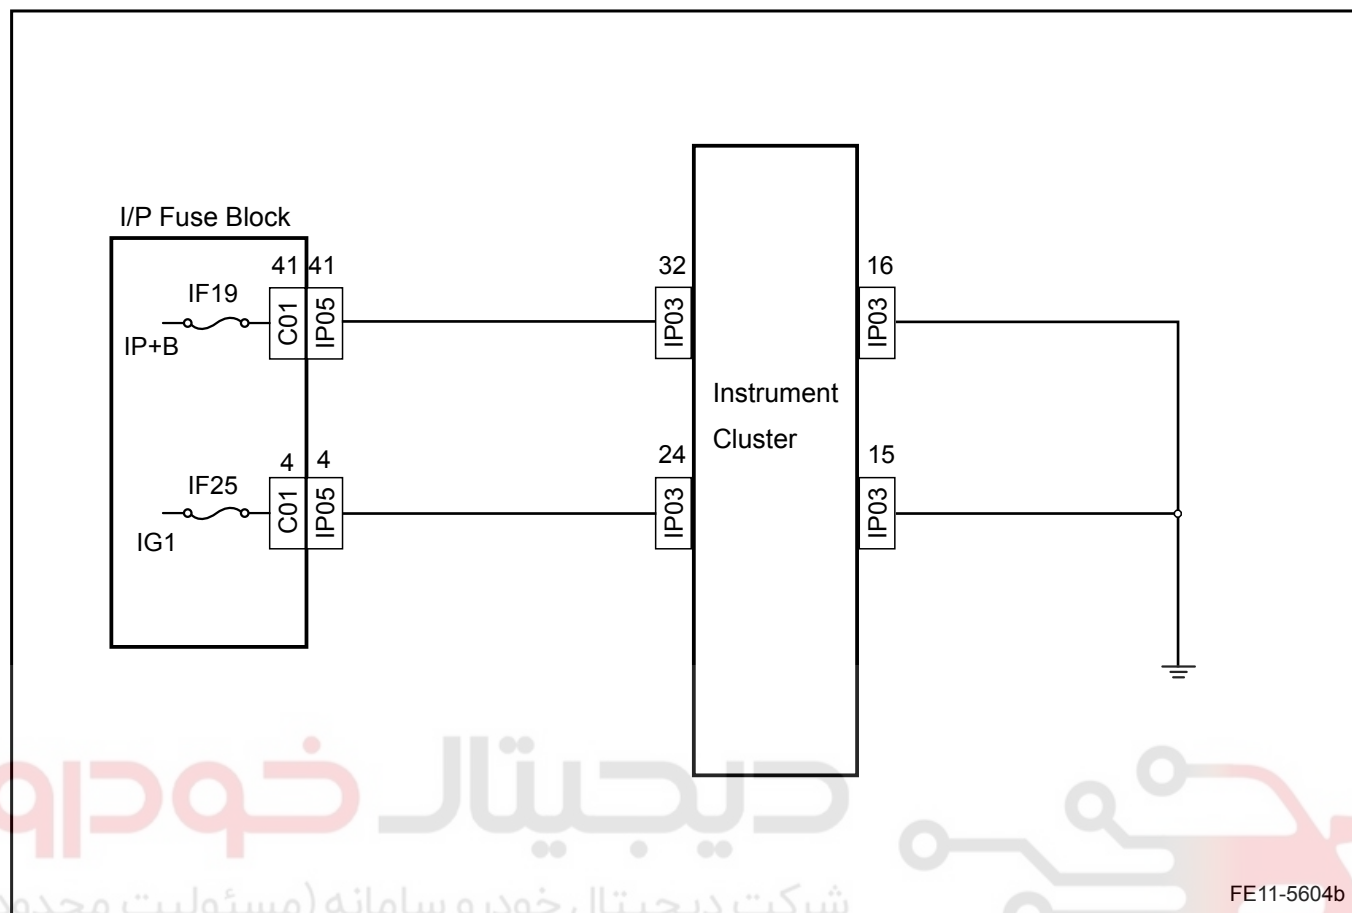 I/P Fuse Block
41 41
32
16
IF19
C01
IP05
IP03
IP03
IP+B
Instrument
Cluster
4 4
24
15
IF25
C01
IP05
IP03
IP03
IG1
دیجیتال خودرو
شرکت دیجیتال خودرو سامانه (مسئولیت محدود
FE11-5604b